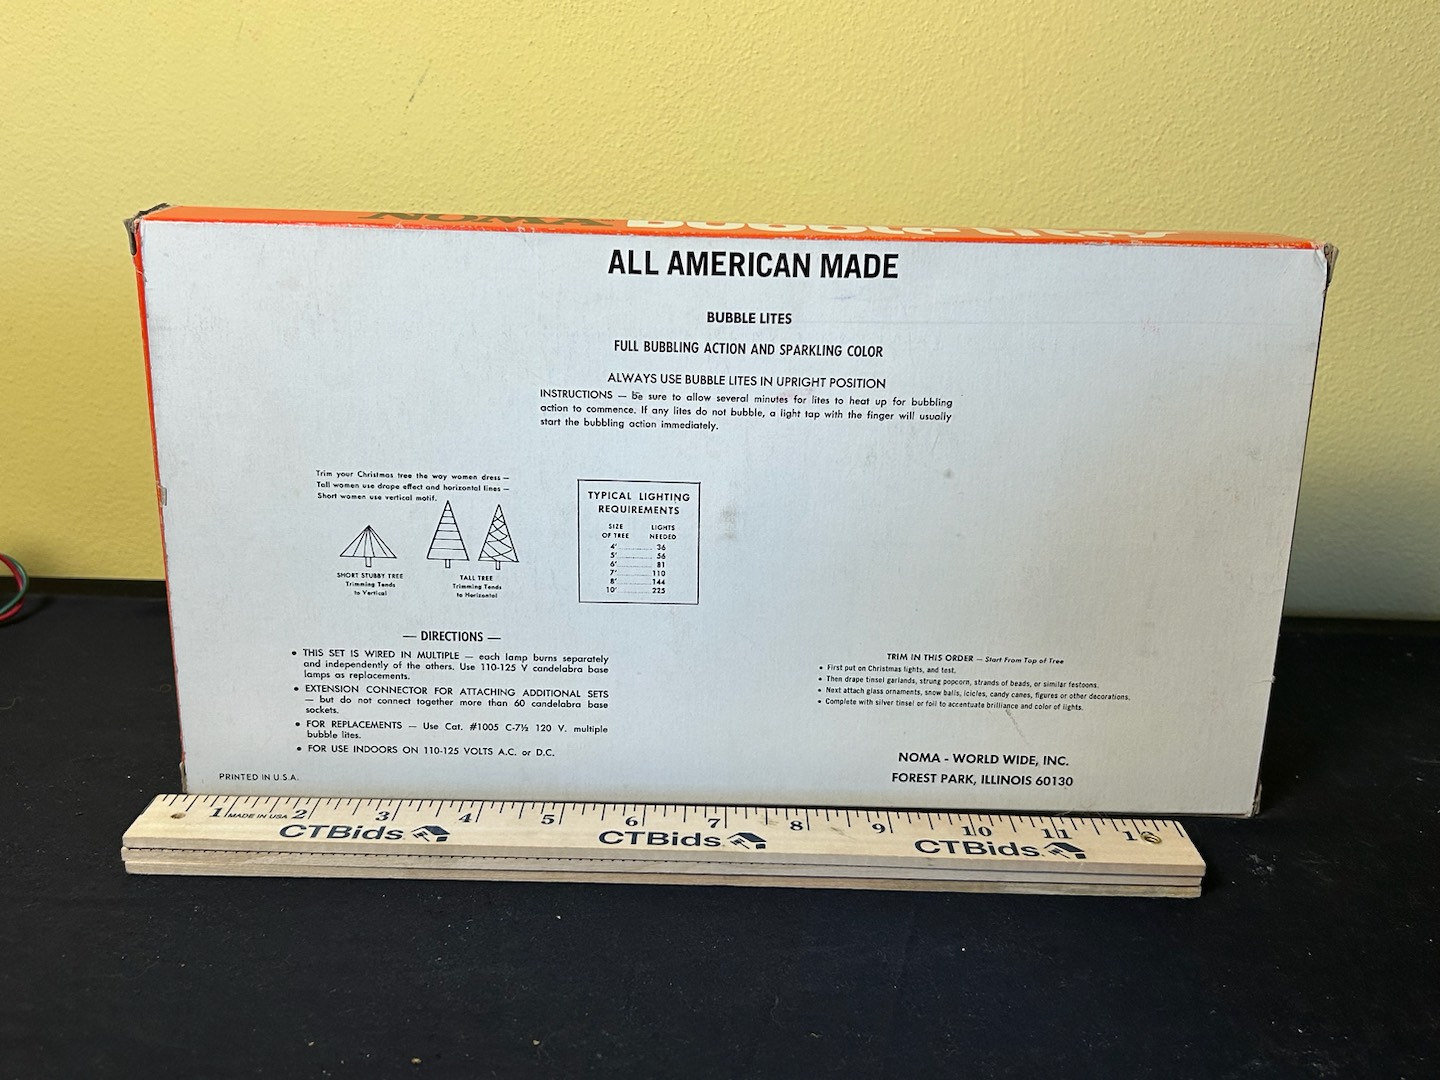 NOMA Bubble-Lites
ALL AMERICAN MADE
BUBBLE LITES
FULL BUBBLING ACTION AND SPARKLING COLOR
ALWAYS USE BUBBLE LITES IN UPRIGHT POSITION
INSTRUCTIONS — be sure to allow several minutes for lites to heat up for bubbling
action to commence. If any lites do not bubble, a light tap with the finger will usually
start the bubbling action immediately.
Trim your Christmas tree the way women dress —
Tall women use drape effect and horizontal lines —
Short women use vertical motif.
SHORT STUBBY TREE
Trimming Tends
to Vertical
TALL TREE
Trimming Tends
to Horizontal
TYPICAL LIGHTING
REQUIREMENTS
SIZE LIGHTS
OF TREE NEEDED
4' 36
5' 56
6' 81
7' 110
8' 144
10' 225
— DIRECTIONS —
• THIS SET IS WIRED IN MULTIPLE — each lamp burns separately
and independently of the others. Use 110-125 V candelabra base
lamps as replacements.
• EXTENSION CONNECTOR FOR ATTACHING ADDITIONAL SETS
— but do not connect together more than 60 candelabra base
sockets.
• FOR REPLACEMENTS — Use Cat. #1005 C-7½ 120 V. multiple
bubble lites.
• FOR USE INDOORS ON 110-125 VOLTS A.C. or D.C.
PRINTED IN U.S.A.
TRIM IN THIS ORDER — Start From Top of Tree
• First put on Christmas lights, and test.
• Then drape tinsel garlands, strung popcorn, strands of beads, or similar festoons.
• Next attach glass ornaments, snow balls, icicles, candy canes, figures or other decorations.
• Complete with silver tinsel or foil to accentuate brilliance and color of lights.
NOMA - WORLD WIDE, INC.
FOREST PARK, ILLINOIS 60130
1 2 3 4 5 6 7 8 9 10 11 1
MADE IN USA
CTBids CTBids CTBids